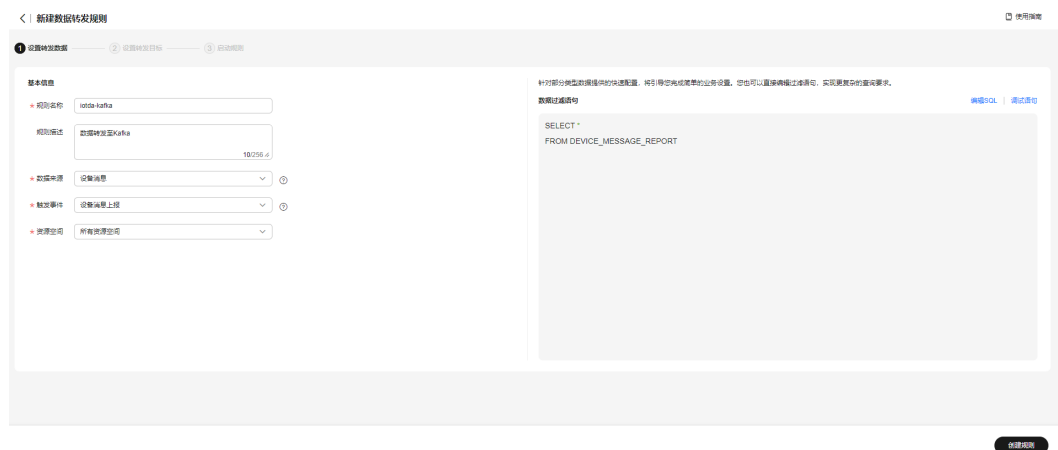 新建数据转发规则
使用指南
1 设置转发数据 2 设置转发目标 3 启动规则
基本信息
* 规则名称 iotda-kafka
规则描述 数据转发至Kafka
10/256
* 数据来源 设备消息
* 触发事件 设备消息上报
* 资源空间 所有资源空间
针对部分类型数据提供的快速配置，将引导您完成简单的业务设置。您也可以直接编辑过滤语句，实现更复杂的查询要求。
数据过滤语句 编辑SQL | 调试语句
SELECT *
FROM DEVICE_MESSAGE_REPORT
创建规则